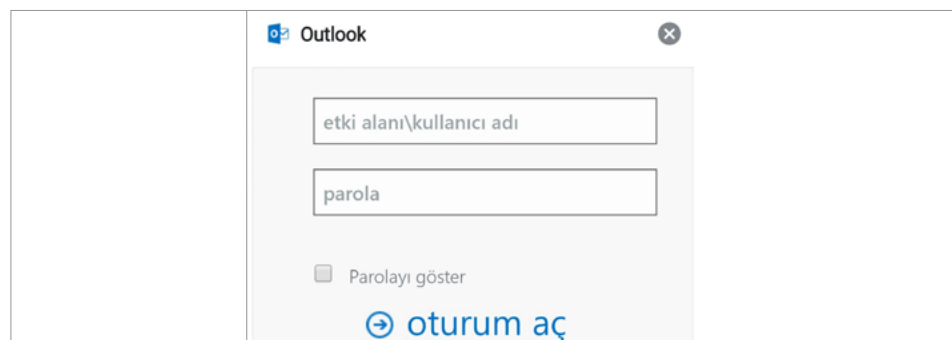 Outlook
etki alanı\kullanıcı adı
parola
Parolayı göster
oturum aç